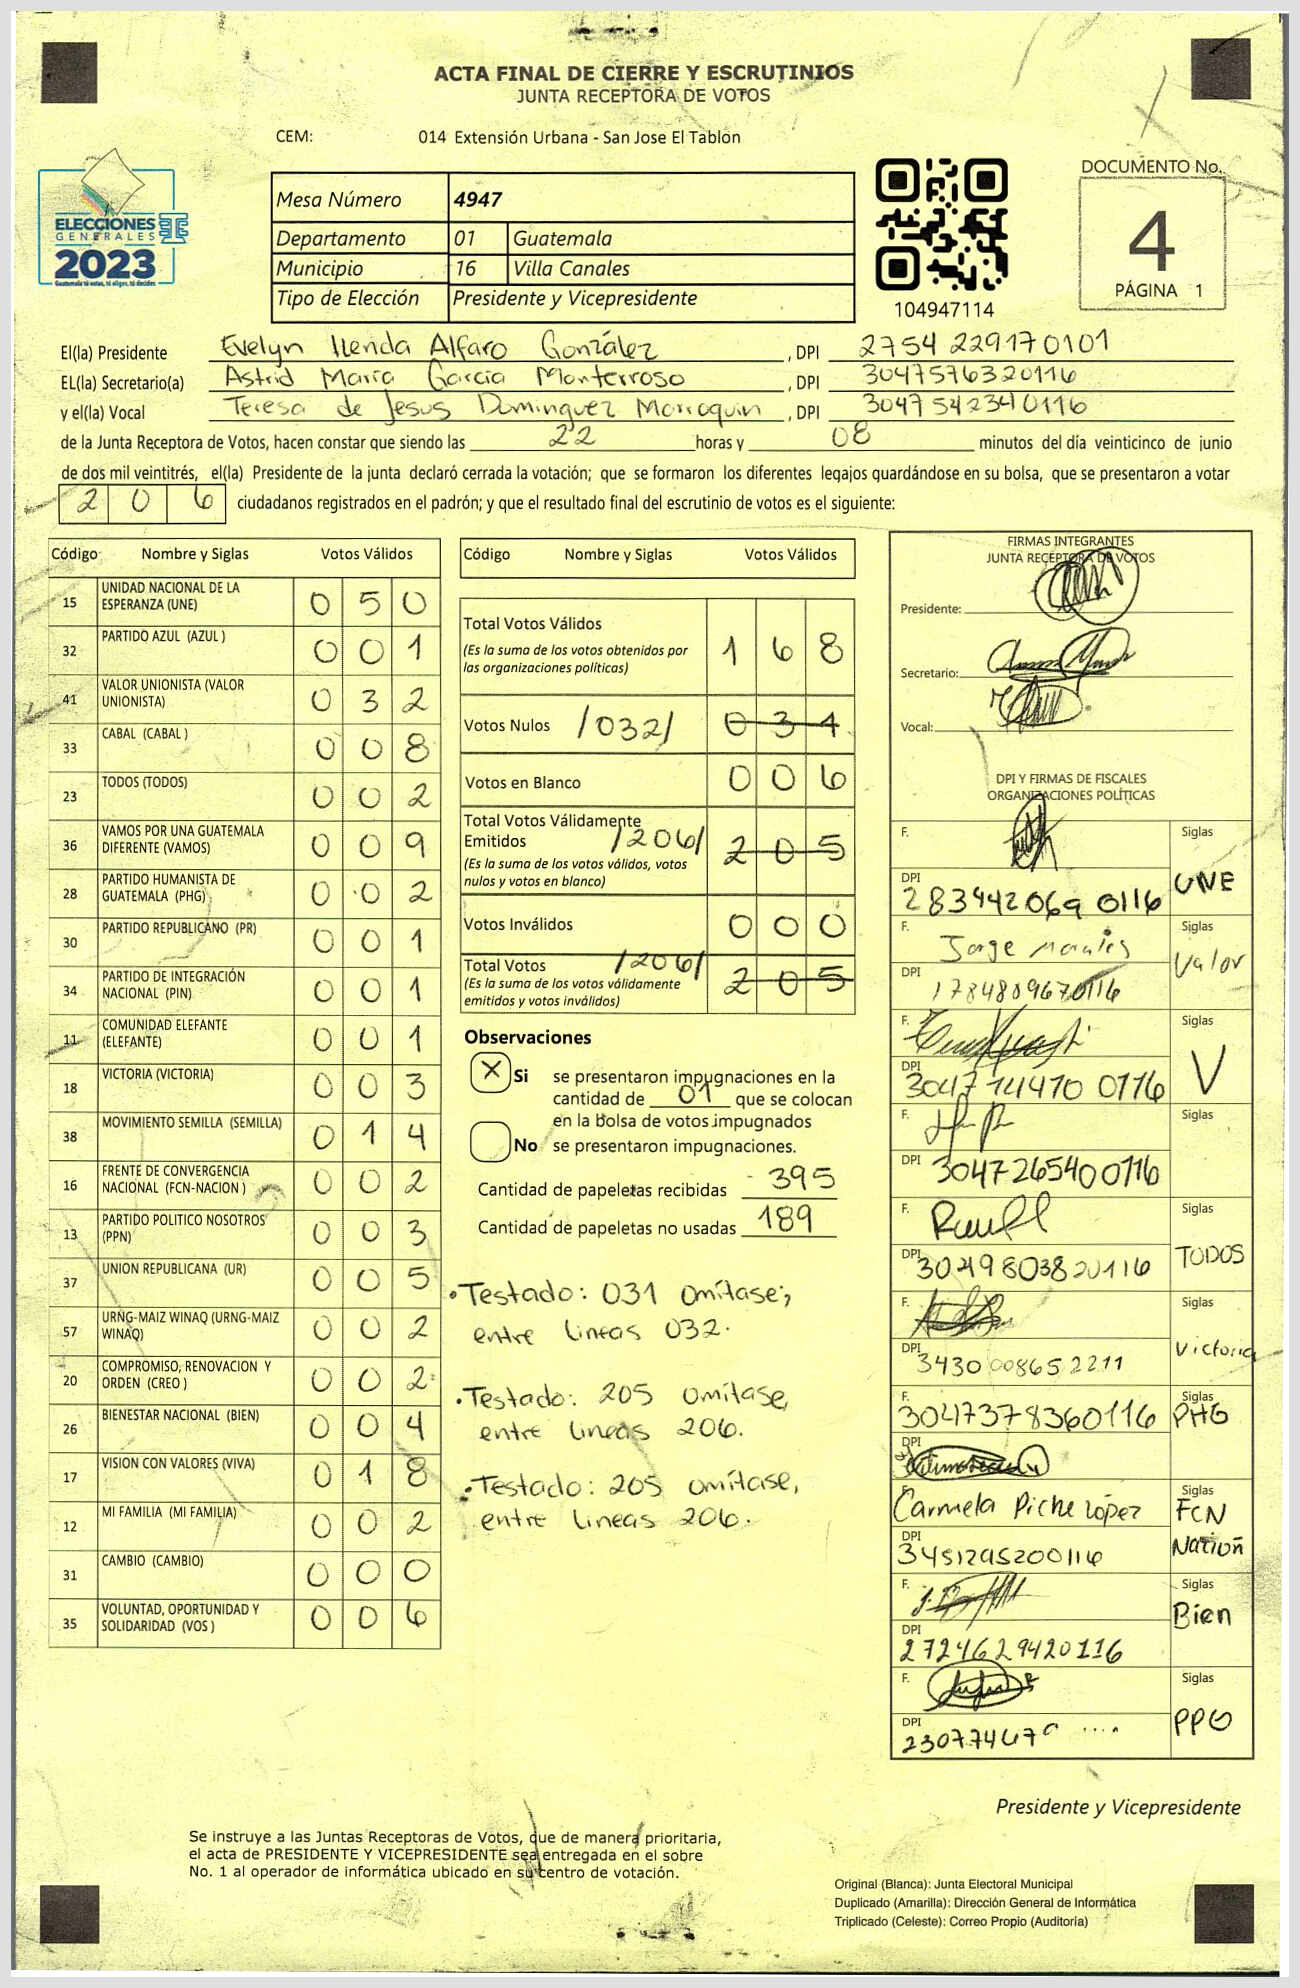 ACTA FINAL DE CIERRE Y ESCRUTINIOS
JUNTA RECEPTORA DE VOTOS
CEM: 014 Extensión Urbana - San Jose El Tablón
ELECCIONES
GENERALES
2023
Guatemala tú votas, tú eliges, tú decides
Mesa Número 4947
Departamento 01 Guatemala
Municipio 16 Villa Canales
Tipo de Elección Presidente y Vicepresidente
104947114
DOCUMENTO No.
4
PÁGINA 1
El(la) Presidente Evelyn Ilenda Alfaro González, DPI 2754 229170101
EL(la) Secretario(a) Astrid María García Monterroso, DPI 3047576320116
y el(la) Vocal Teresa de Jesus Dominguez Marroquin, DPI 3047542340116
de la Junta Receptora de Votos, hacen constar que siendo las 22 horas y 08 minutos del día veinticinco de junio
de dos mil veintitrés, el(la) Presidente de la junta declaró cerrada la votación; que se formaron los diferentes legajos guardándose en su bolsa, que se presentaron a votar
2 0 6 ciudadanos registrados en el padrón; y que el resultado final del escrutinio de votos es el siguiente:
Código Nombre y Siglas Votos Válidos
15 UNIDAD NACIONAL DE LA ESPERANZA (UNE) 0 5 0
32 PARTIDO AZUL (AZUL ) 0 0 1
41 VALOR UNIONISTA (VALOR UNIONISTA) 0 3 2
33 CABAL (CABAL ) 0 0 8
23 TODOS (TODOS) 0 0 2
36 VAMOS POR UNA GUATEMALA DIFERENTE (VAMOS) 0 0 9
28 PARTIDO HUMANISTA DE GUATEMALA (PHG) 0 0 2
30 PARTIDO REPUBLICANO (PR) 0 0 1
34 PARTIDO DE INTEGRACIÓN NACIONAL (PIN) 0 0 1
11 COMUNIDAD ELEFANTE (ELEFANTE) 0 0 1
18 VICTORIA (VICTORIA) 0 0 3
38 MOVIMIENTO SEMILLA (SEMILLA) 0 1 4
16 FRENTE DE CONVERGENCIA NACIONAL (FCN-NACION ) 0 0 2
13 PARTIDO POLITICO NOSOTROS (PPN) 0 0 3
37 UNION REPUBLICANA (UR) 0 0 5
57 URNG-MAIZ WINAQ (URNG-MAIZ WINAQ) 0 0 2
20 COMPROMISO, RENOVACION Y ORDEN (CREO ) 0 0 2
26 BIENESTAR NACIONAL (BIEN) 0 0 4
17 VISION CON VALORES (VIVA) 0 1 8
12 MI FAMILIA (MI FAMILIA) 0 0 2
31 CAMBIO (CAMBIO) 0 0 0
35 VOLUNTAD, OPORTUNIDAD Y SOLIDARIDAD (VOS ) 0 0 6
Código Nombre y Siglas Votos Válidos
Total Votos Válidos 1 6 8
(Es la suma de los votos obtenidos por
las organizaciones políticas)
Votos Nulos /032/ 0 3 1
Votos en Blanco 0 0 6
Total Votos Válidamente
Emitidos /206/ 2 0 5
(Es la suma de los votos válidos, votos
nulos y votos en blanco)
Votos Inválidos 0 0 0
Total Votos /206/ 2 0 5
(Es la suma de los votos válidamente
emitidos y votos inválidos)
Observaciones
X Si se presentaron impugnaciones en la
cantidad de 01 que se colocan
en la bolsa de votos impugnados
No se presentaron impugnaciones.
Cantidad de papeletas recibidas 395
Cantidad de papeletas no usadas 189
• Testado: 031 omítase;
entre lineas 032.
• Testado: 205 omítase,
entre lineas 206.
• Testado: 205 omítase,
entre lineas 206.
FIRMAS INTEGRANTES
JUNTA RECEPTORA DE VOTOS
Presidente:
Secretario:
Vocal:
DPI Y FIRMAS DE FISCALES
ORGANIZACIONES POLÍTICAS
F. Siglas UNE
DPI 283442069 0116
F. Jorge Morales Siglas Valor
DPI 1784809670116
F. Siglas V
DPI 3047 714470 0116
F. Siglas
DPI 3047265400116
F. Siglas TODOS
DPI 3049803820116
F. Siglas Victoria
DPI 3430008652211
F. 3047378360116 Siglas PHG
DPI
Carmela Piche López Siglas FCN Nation
DPI 3451295200116
F. Siglas Bien
DPI 2724629420116
F. Siglas PPO
DPI
Presidente y Vicepresidente
Se instruye a las Juntas Receptoras de Votos, que de manera prioritaria,
el acta de PRESIDENTE Y VICEPRESIDENTE sea entregada en el sobre
No. 1 al operador de informática ubicado en su centro de votación.
Original (Blanca): Junta Electoral Municipal
Duplicado (Amarilla): Dirección General de Informática
Triplicado (Celeste): Correo Propio (Auditoría)